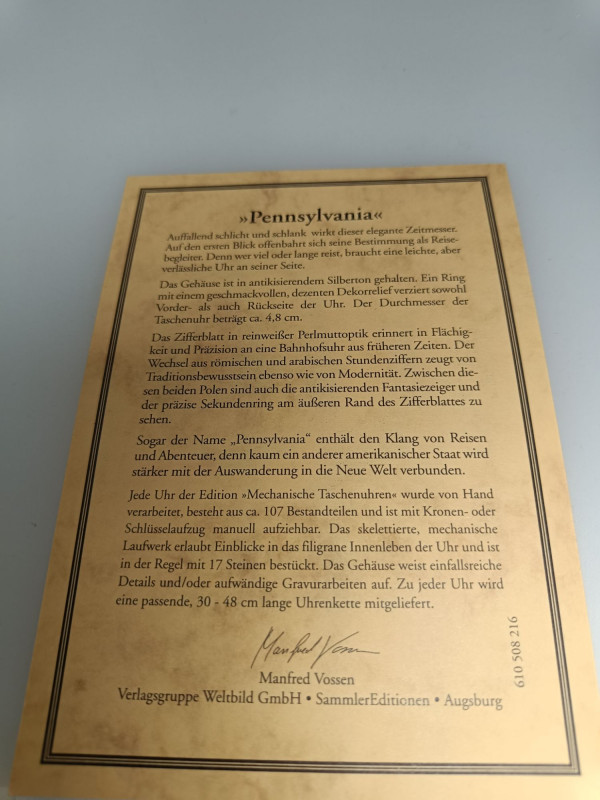 »Pennsylvania«
Auffallend schlicht und schlank wirkt dieser elegante Zeitmesser.
Auf den ersten Blick offenbahrt sich seine Bestimmung als Reise-
begleiter. Denn wer viel oder lange reist, braucht eine leichte, aber
verlässliche Uhr an seiner Seite.
Das Gehäuse ist in antikisierendem Silberton gehalten. Ein Ring
mit einem geschmackvollen, dezenten Dekorrelief verziert sowohl
Vorder- als auch Rückseite der Uhr. Der Durchmesser der
Taschenuhr beträgt ca. 4,8 cm.
Das Zifferblatt in reinweißer Perlmuttoptik erinnert in Flächig-
keit und Präzision an eine Bahnhofsuhr aus früheren Zeiten. Der
Wechsel aus römischen und arabischen Stundenziffern zeugt von
Traditionsbewusstsein ebenso wie von Modernität. Zwischen die-
sen beiden Polen sind auch die antikisierenden Fantasiezeiger und
der präzise Sekundenring am äußeren Rand des Zifferblattes zu
sehen.
Sogar der Name „Pennsylvania“ enthält den Klang von Reisen
und Abenteuer, denn kaum ein anderer amerikanischer Staat wird
stärker mit der Auswanderung in die Neue Welt verbunden.
Jede Uhr der Edition »Mechanische Taschenuhren« wurde von Hand
verarbeitet, besteht aus ca. 107 Bestandteilen und ist mit Kronen- oder
Schlüsselaufzug manuell aufziehbar. Das skelettierte, mechanische
Laufwerk erlaubt Einblicke in das filigrane Innenleben der Uhr und ist
in der Regel mit 17 Steinen bestückt. Das Gehäuse weist einfallsreiche
Details und/oder aufwändige Gravurarbeiten auf. Zu jeder Uhr wird
eine passende, 30 - 48 cm lange Uhrenkette mitgeliefert.
Manfred Vossen
Manfred Vossen
Verlagsgruppe Weltbild GmbH • SammlerEditionen • Augsburg
610 508 216